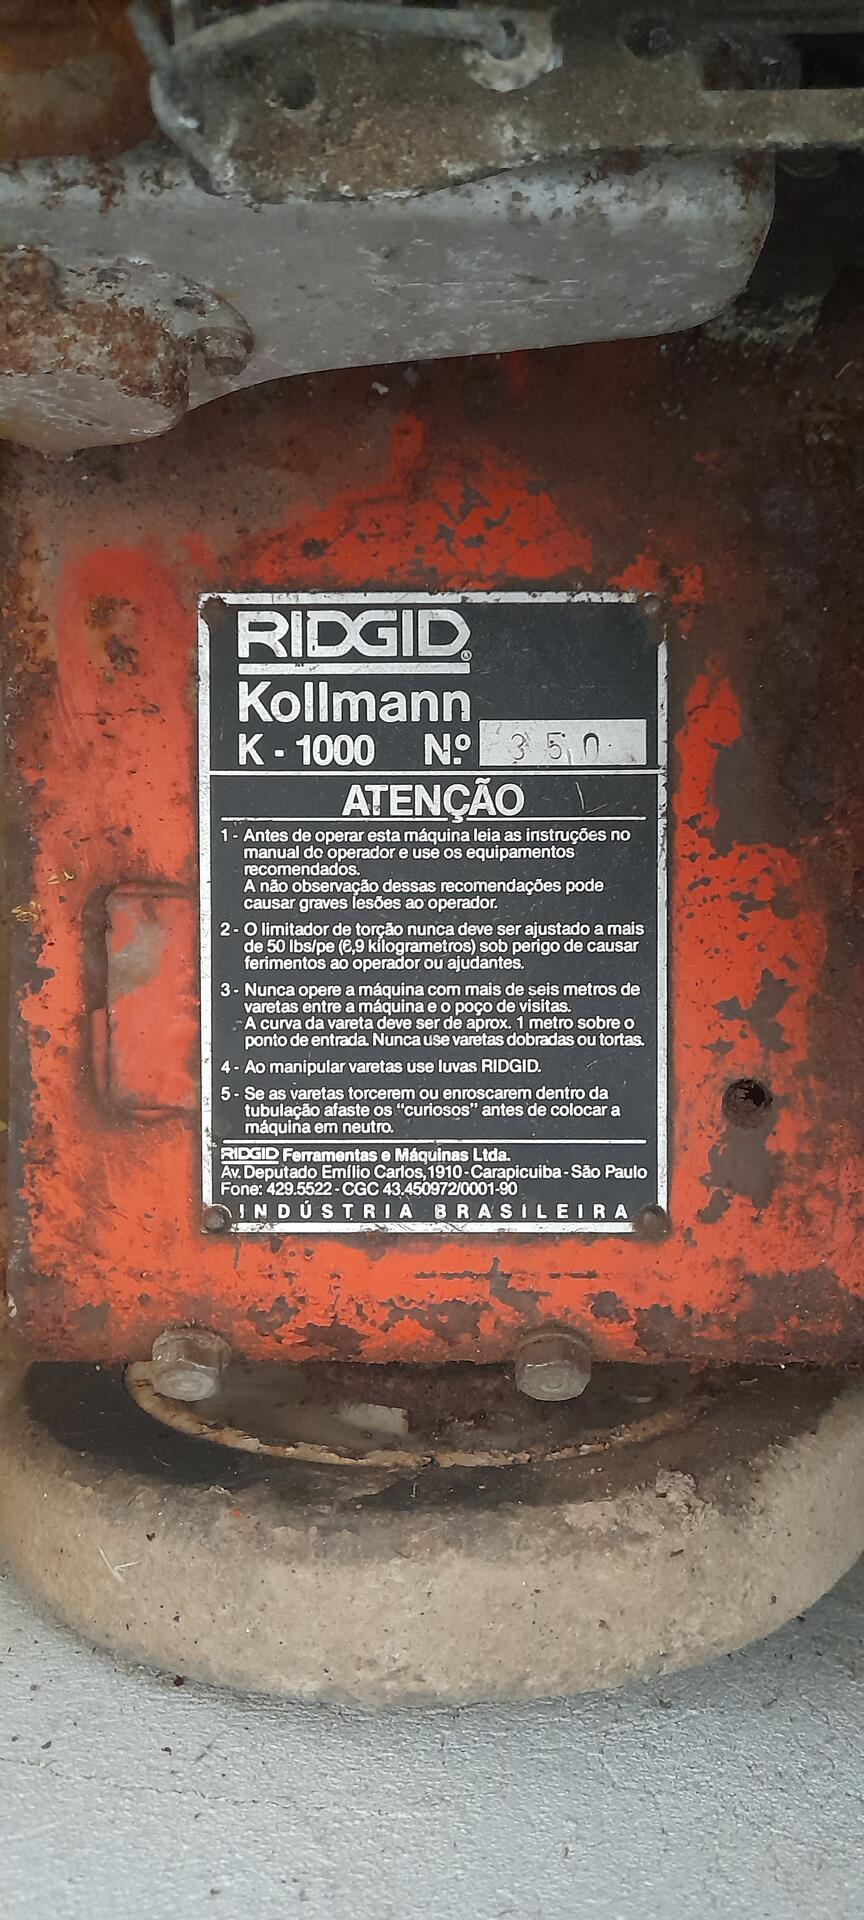 RIDGID®
Kollmann
K - 1000 N.º 350
ATENÇÃO
1 - Antes de operar esta máquina leia as instruções no
manual do operador e use os equipamentos
recomendados.
A não observação dessas recomendações pode
causar graves lesões ao operador.
2 - O limitador de torção nunca deve ser ajustado a mais
de 50 lbs/pe (6,9 kilogrametros) sob perigo de causar
ferimentos ao operador ou ajudantes.
3 - Nunca opere a máquina com mais de seis metros de
varetas entre a máquina e o poço de visitas.
A curva da vareta deve ser de aprox. 1 metro sobre o
ponto de entrada. Nunca use varetas dobradas ou tortas.
4 - Ao manipular varetas use luvas RIDGID.
5 - Se as varetas torcerem ou enroscarem dentro da
tubulação afaste os "curiosos" antes de colocar a
máquina em neutro.
RIDGID Ferramentas e Máquinas Ltda.
Av. Deputado Emílio Carlos, 1910 - Carapicuiba - São Paulo
Fone: 429.5522 - CGC 43.450972/0001-90
INDÚSTRIA BRASILEIRA